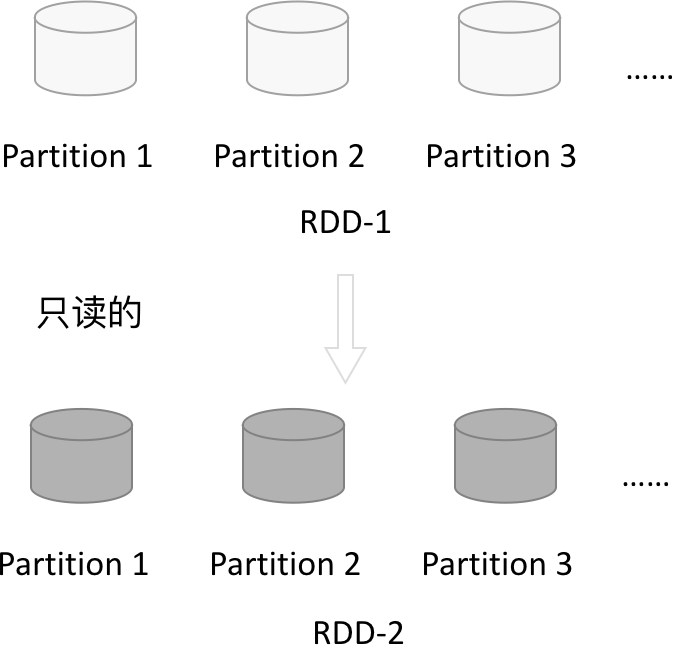 ……
Partition 1 Partition 2 Partition 3
RDD-1
只读的
……
Partition 1 Partition 2 Partition 3
RDD-2